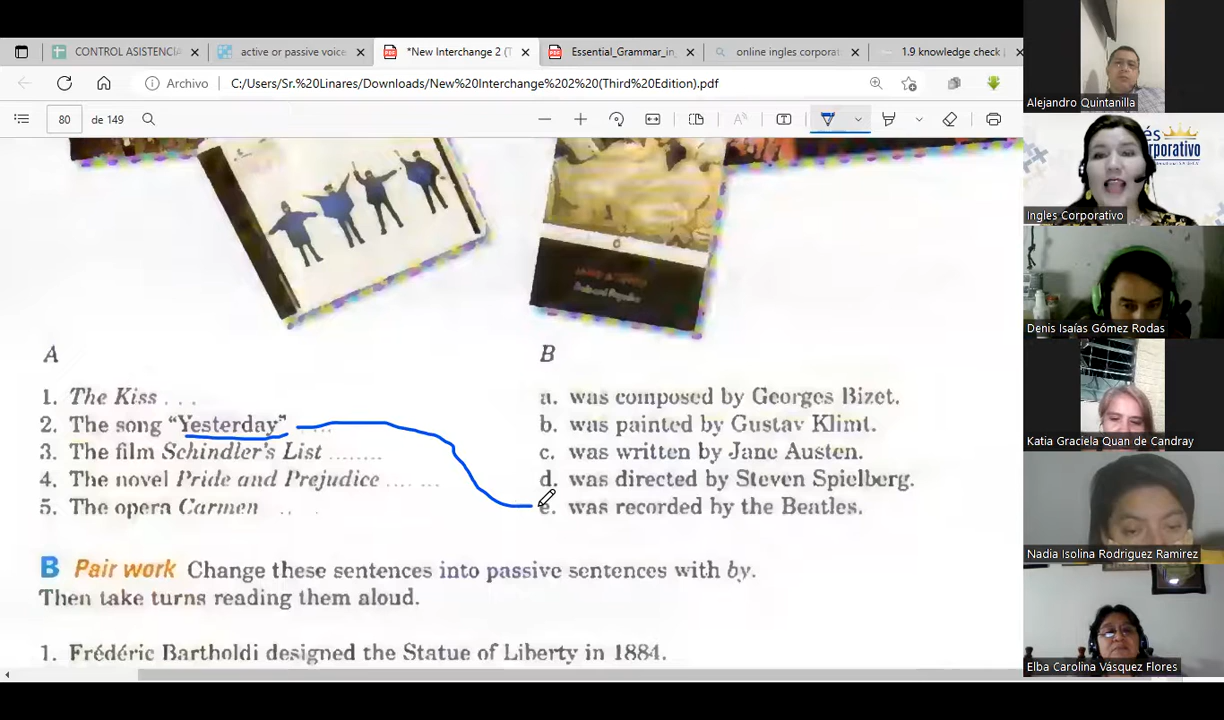 CONTROL ASISTENCIA
active or passive voice
*New Interchange 2 (T
Essential_Grammar_in_
online ingles corporat
1.9 knowledge check
Archivo
C:/Users/Sr.%20Linares/Downloads/New%20Interchange%202%20(Third%20Edition).pdf
80
de 149
A
1. The Kiss . . .
2. The song “Yesterday” ....
3. The film Schindler's List ........
4. The novel Pride and Prejudice .... ...
5. The opera Carmen .. .
B
a. was composed by Georges Bizet.
b. was painted by Gustav Klimt.
c. was written by Jane Austen.
d. was directed by Steven Spielberg.
e. was recorded by the Beatles.
B Pair work Change these sentences into passive sentences with by.
Then take turns reading them aloud.
1. Frédéric Bartholdi designed the Statue of Liberty in 1884.
Alejandro Quintanilla
és
orporativo
Ingles Corporativo
Denis Isaías Gómez Rodas
Katia Graciela Quan de Candray
Nadia Isolina Rodriguez Ramirez
Elba Carolina Vásquez Flores